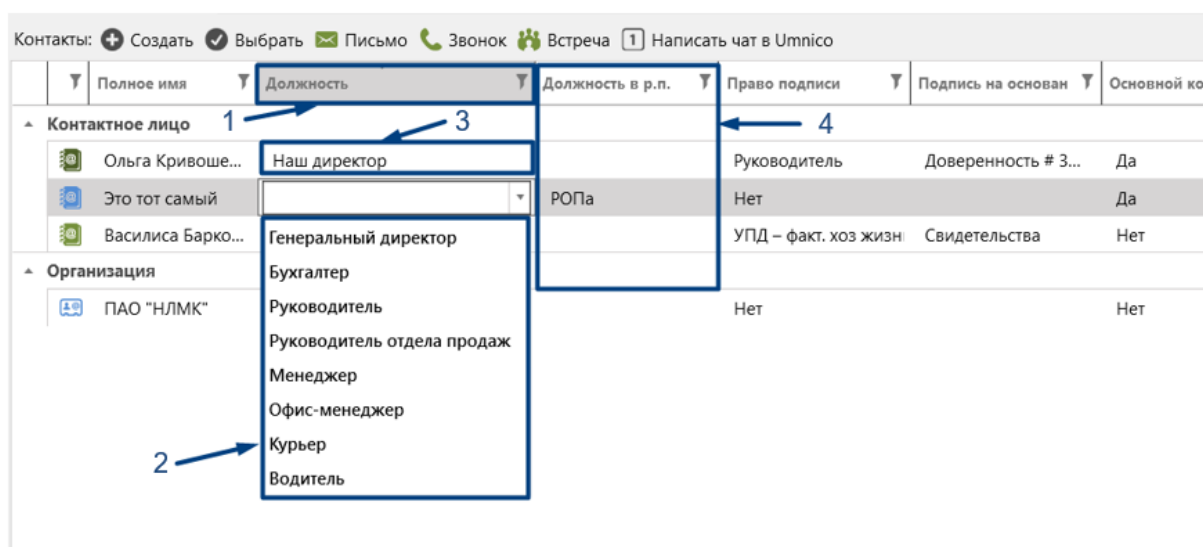 Контакты: Создать Выбрать Письмо Звонок Встреча 1 Написать чат в Umnico
Полное имя Должность Должность в р.п. Право подписи Подпись на основан Основной ко
1 3 4
Контактное лицо
Ольга Кривоше... Наш директор Руководитель Доверенность # 3... Да
Это тот самый РОПа Нет Да
Василиса Барко... УПД – факт. хоз жизн Свидетельства Нет
Генеральный директор
Бухгалтер
Организация
ПАО "НЛМК" Нет Нет
Руководитель
Руководитель отдела продаж
Менеджер
Офис-менеджер
Курьер
2
Водитель